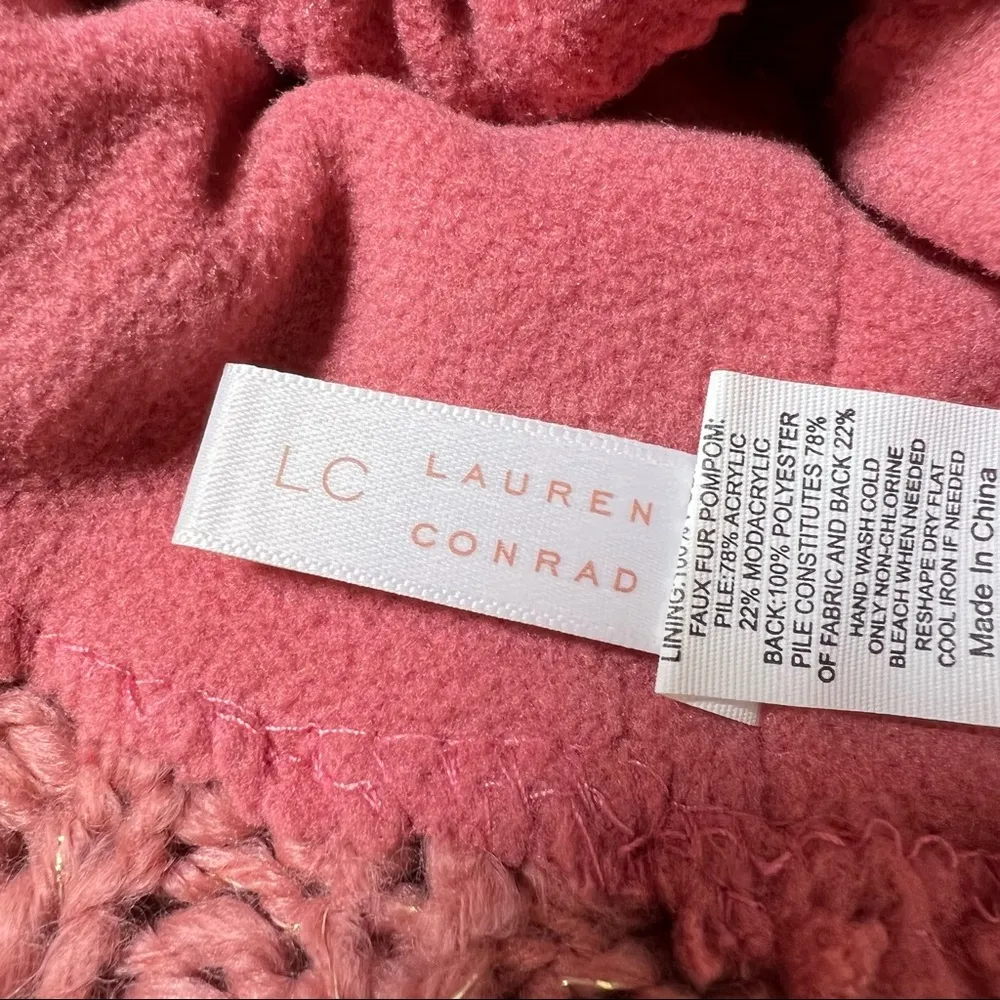 LC
LAUREN
CONRAD
LINING:100%
FAUX FUR POMPOM:
PILE:78% ACRYLIC
22% MODACRYLIC
BACK:100% POLYESTER
PILE CONSTITUTES 78%
OF FABRIC AND BACK 22%
HAND WASH COLD
ONLY NON-CHLORINE
BLEACH WHEN NEEDED
RESHAPE DRY FLAT
COOL IRON IF NEEDED
Made In China